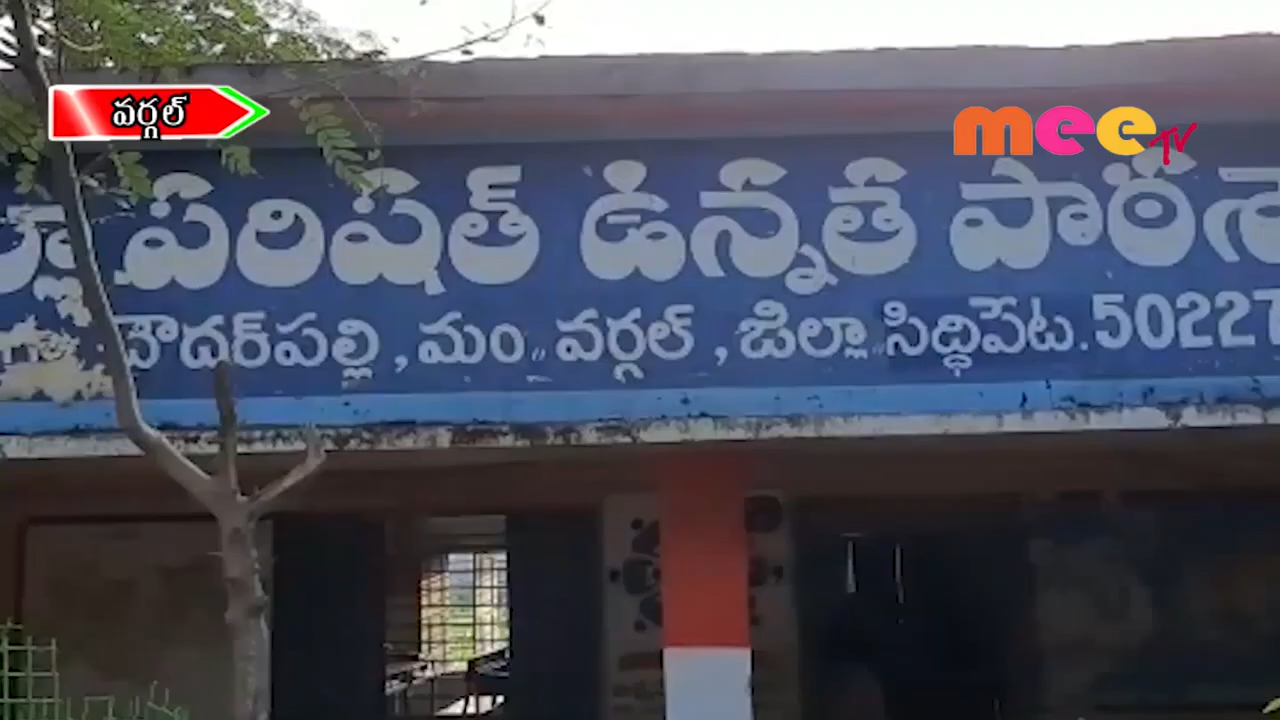 వర్గల్
mee TV
ల్లా పరిషత్ ఉన్నత పాఠశా
చౌదర్‌పల్లి, మం,, వర్గల్, జిల్లా,, సిద్ధిపేట. 50227